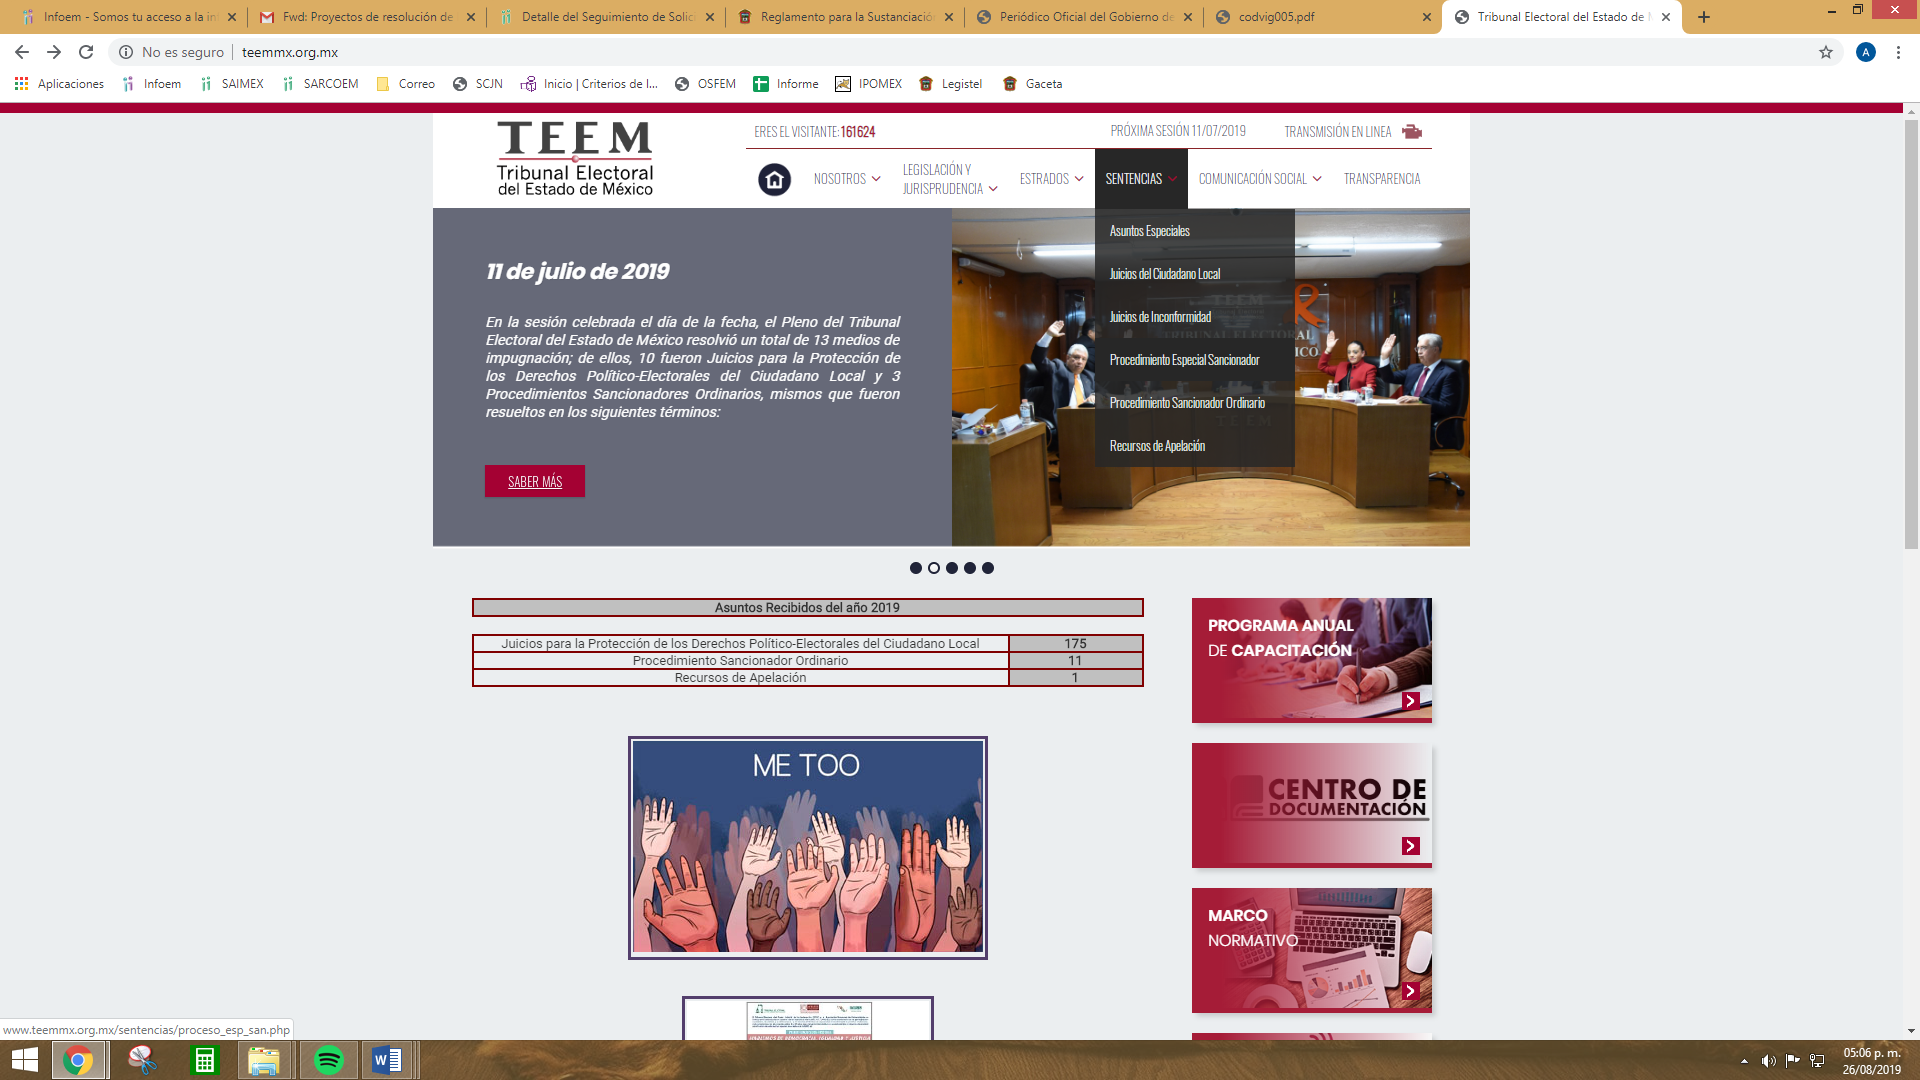 Infoem - Somos tu acceso a la in
Fwd: Proyectos de resolución de
Detalle del Seguimiento de Solic
Reglamento para la Sustanciació
Periódico Oficial del Gobierno de
codvig005.pdf
Tribunal Electoral del Estado de M
No es seguro
teemmx.org.mx
A
Aplicaciones
Infoem
SAIMEX
SARCOEM
Correo
SCJN
Inicio | Criterios de I...
OSFEM
Informe
IPOMEX
Legistel
Gaceta
TEEM
Tribunal Electoral
del Estado de México
ERES EL VISITANTE: 161624
PRÓXIMA SESIÓN 11/07/2019
TRANSMISIÓN EN LINEA
NOSOTROS
LEGISLACIÓN Y
JURISPRUDENCIA
ESTRADOS
SENTENCIAS
COMUNICACIÓN SOCIAL
TRANSPARENCIA
Asuntos Especiales
Juicios del Ciudadano Local
Juicios de Inconformidad
Procedimiento Especial Sancionador
Procedimiento Sancionador Ordinario
Recursos de Apelación
11 de julio de 2019
En la sesión celebrada el día de la fecha, el Pleno del Tribunal
Electoral del Estado de México resolvió un total de 13 medios de
impugnación; de ellos, 10 fueron Juicios para la Protección de
los Derechos Político-Electorales del Ciudadano Local y 3
Procedimientos Sancionadores Ordinarios, mismos que fueron
resueltos en los siguientes términos:
SABER MÁS
Asuntos Recibidos del año 2019
Juicios para la Protección de los Derechos Político-Electorales del Ciudadano Local 175
Procedimiento Sancionador Ordinario 11
Recursos de Apelación 1
ME TOO
PROGRAMA ANUAL
DE CAPACITACIÓN
CENTRO DE
DOCUMENTACIÓN
MARCO
NORMATIVO
www.teemmx.org.mx/sentencias/proceso_esp_san.php
05:06 p. m.
26/08/2019